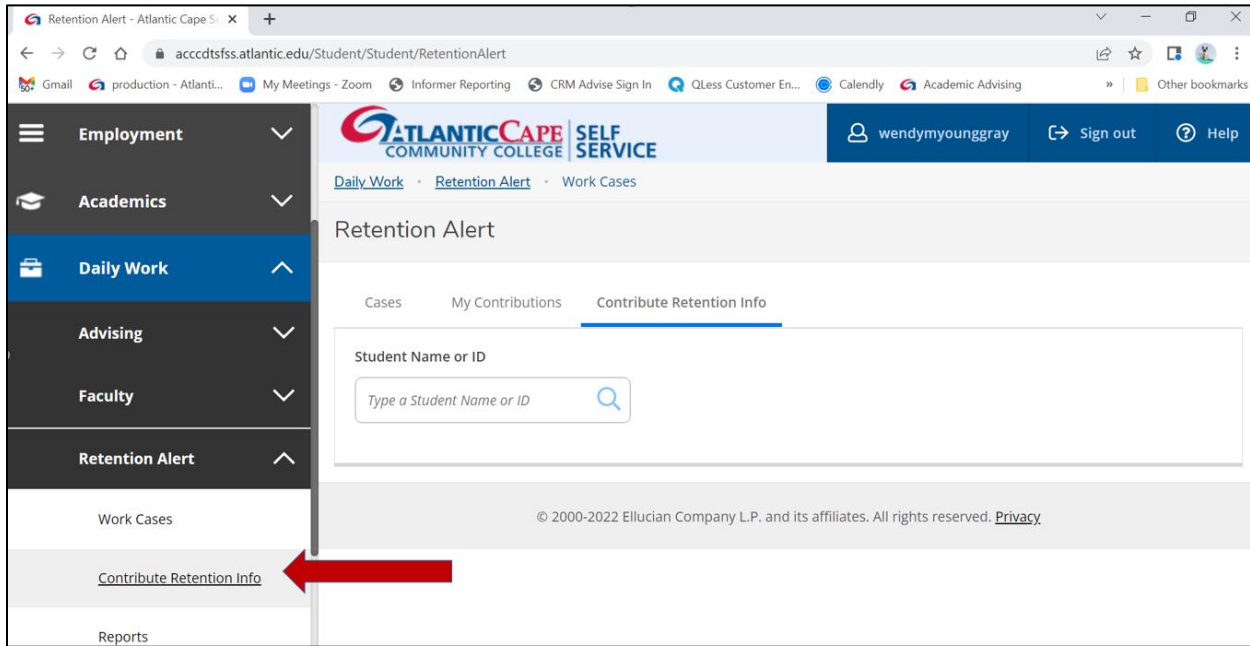 Retention Alert - Atlantic Cape Se
acccdtsfss.atlantic.edu/Student/Student/RetentionAlert
Gmail production - Atlanti... My Meetings - Zoom Informer Reporting CRM Advise Sign In QLess Customer En... Calendly Academic Advising » Other bookmarks
Employment
Academics
Daily Work
Advising
Faculty
Retention Alert
Work Cases
Contribute Retention Info
Reports
ATLANTIC CAPE
COMMUNITY COLLEGE
SELF
SERVICE
wendymyounggray Sign out Help
Daily Work · Retention Alert · Work Cases
Retention Alert
Cases My Contributions Contribute Retention Info
Student Name or ID
Type a Student Name or ID
© 2000-2022 Ellucian Company L.P. and its affiliates. All rights reserved. Privacy